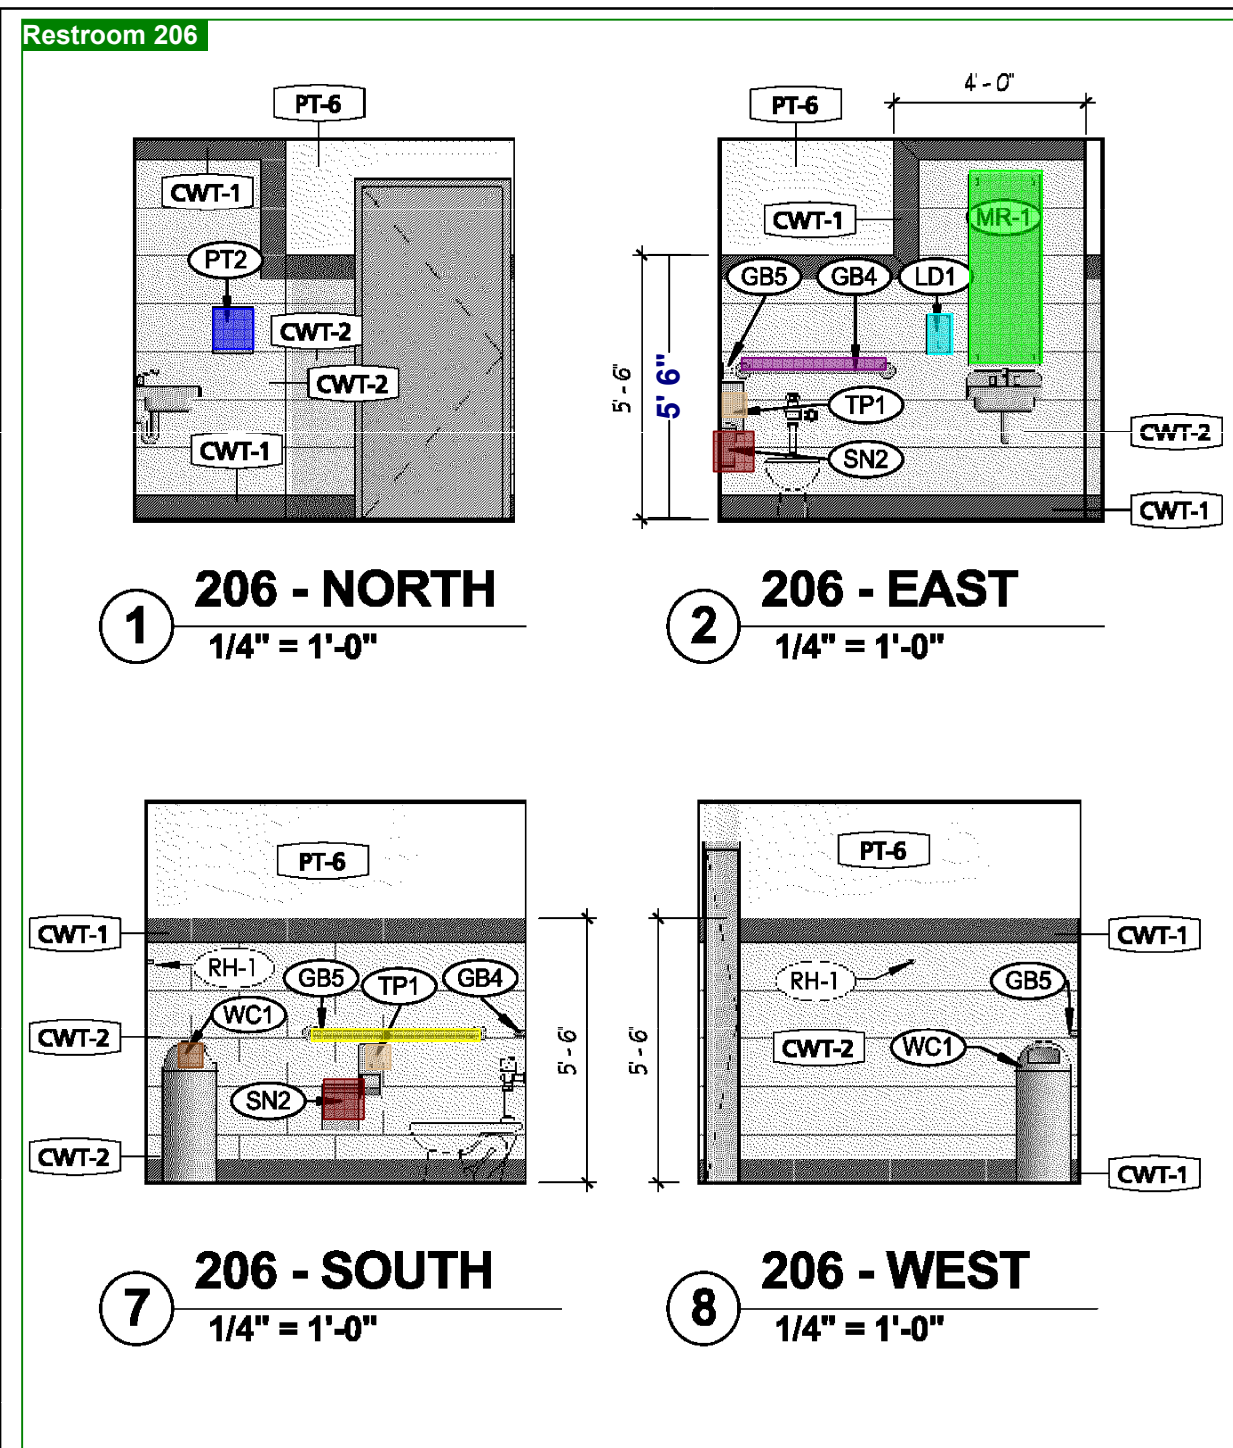 Restroom 206
PT-6
CWT-1
PT2
CWT-2
CWT-2
CWT-1
1
206 - NORTH
1/4" = 1'-0"
4' - 0"
PT-6
CWT-1
MR-1
GB5
GB4
LD1
5' - 6"
5' 6"
TP1
SN2
CWT-2
CWT-1
2
206 - EAST
1/4" = 1'-0"
PT-6
CWT-1
RH-1
GB5
TP1
GB4
WC1
CWT-2
SN2
CWT-2
5' - 6"
7
206 - SOUTH
1/4" = 1'-0"
PT-6
CWT-1
RH-1
GB5
CWT-2
WC1
5' - 6"
CWT-1
8
206 - WEST
1/4" = 1'-0"